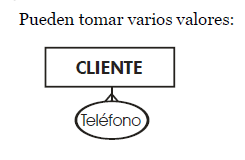 Pueden tomar varios valores:
CLIENTE
Teléfono